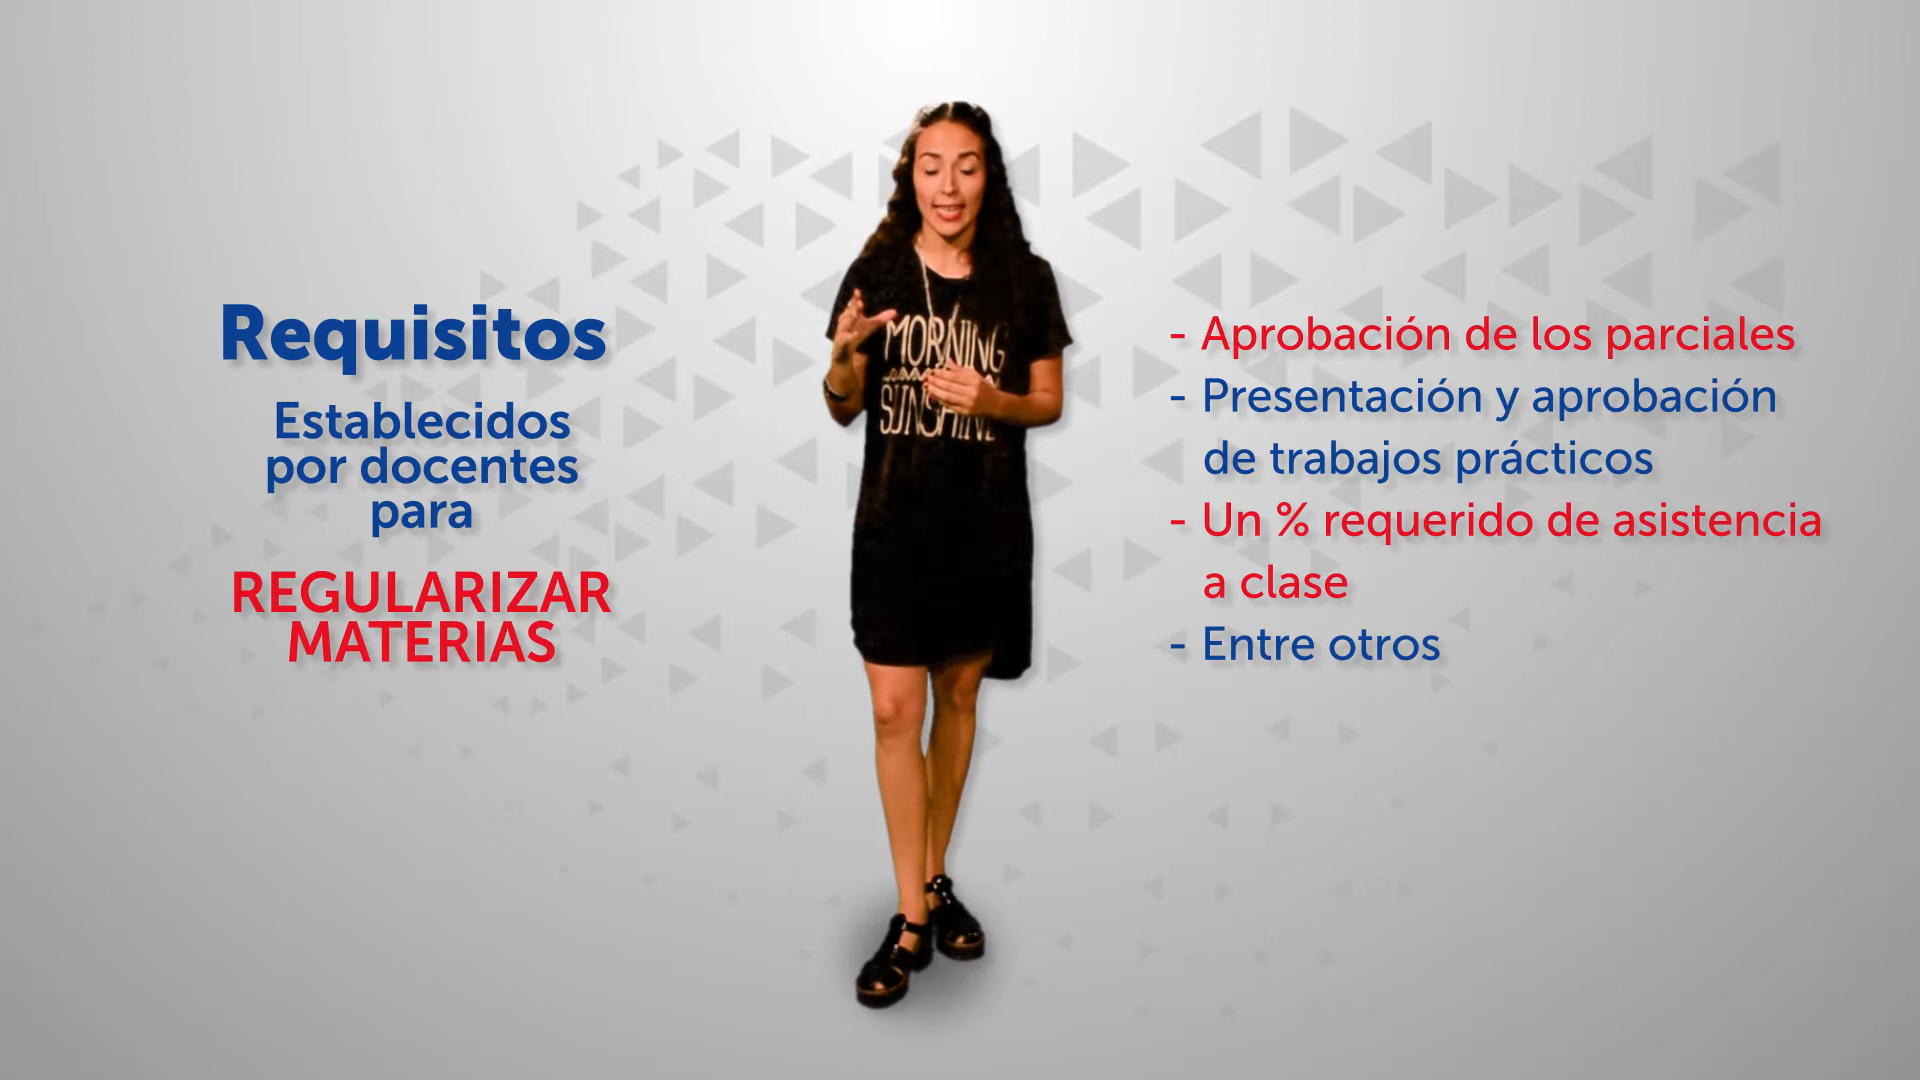 Requisitos
Establecidos
por docentes
para
REGULARIZAR
MATERIAS
MORNING
SUNSHINE
- Aprobación de los parciales
- Presentación y aprobación
de trabajos prácticos
- Un % requerido de asistencia
a clase
- Entre otros